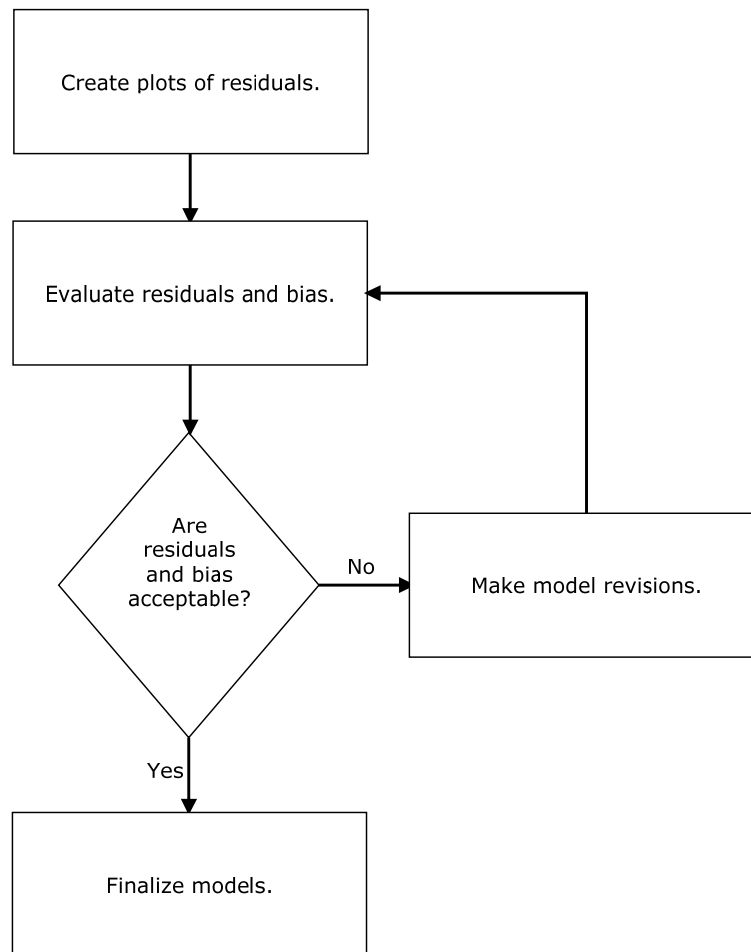 Create plots of residuals.
Evaluate residuals and bias.
Are
residuals
and bias
acceptable?
No
Make model revisions.
Yes
Finalize models.